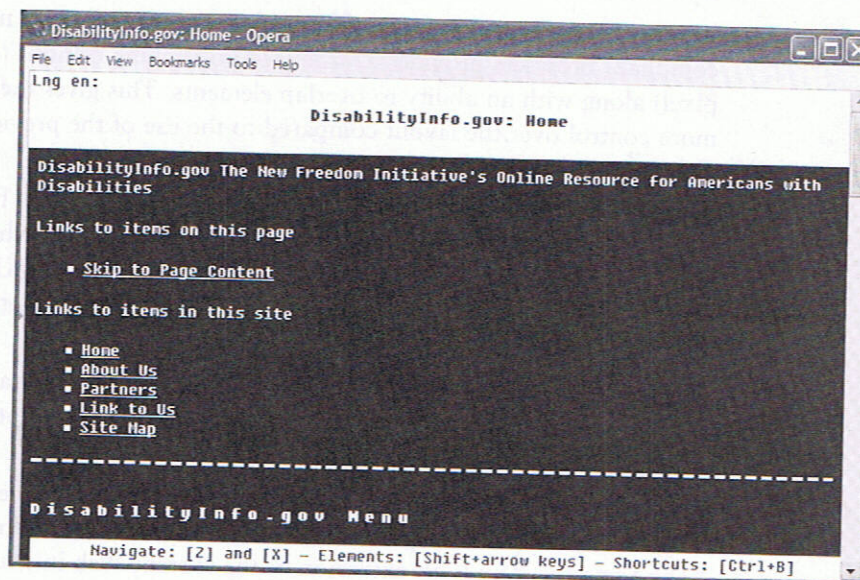 DisabilityInfo.gov: Home - Opera
File Edit View Bookmarks Tools Help
Lng en:
DisabilityInfo.gov: Home
DisabilityInfo.gov The New Freedom Initiative's Online Resource for Americans with
Disabilities
Links to items on this page
▪ Skip to Page Content
Links to items in this site
▪ Home
▪ About Us
▪ Partners
▪ Link to Us
▪ Site Map
DisabilityInfo.gov Menu
Navigate: [Z] and [X] – Elements: [Shift+arrow keys] – Shortcuts: [Ctrl+B]